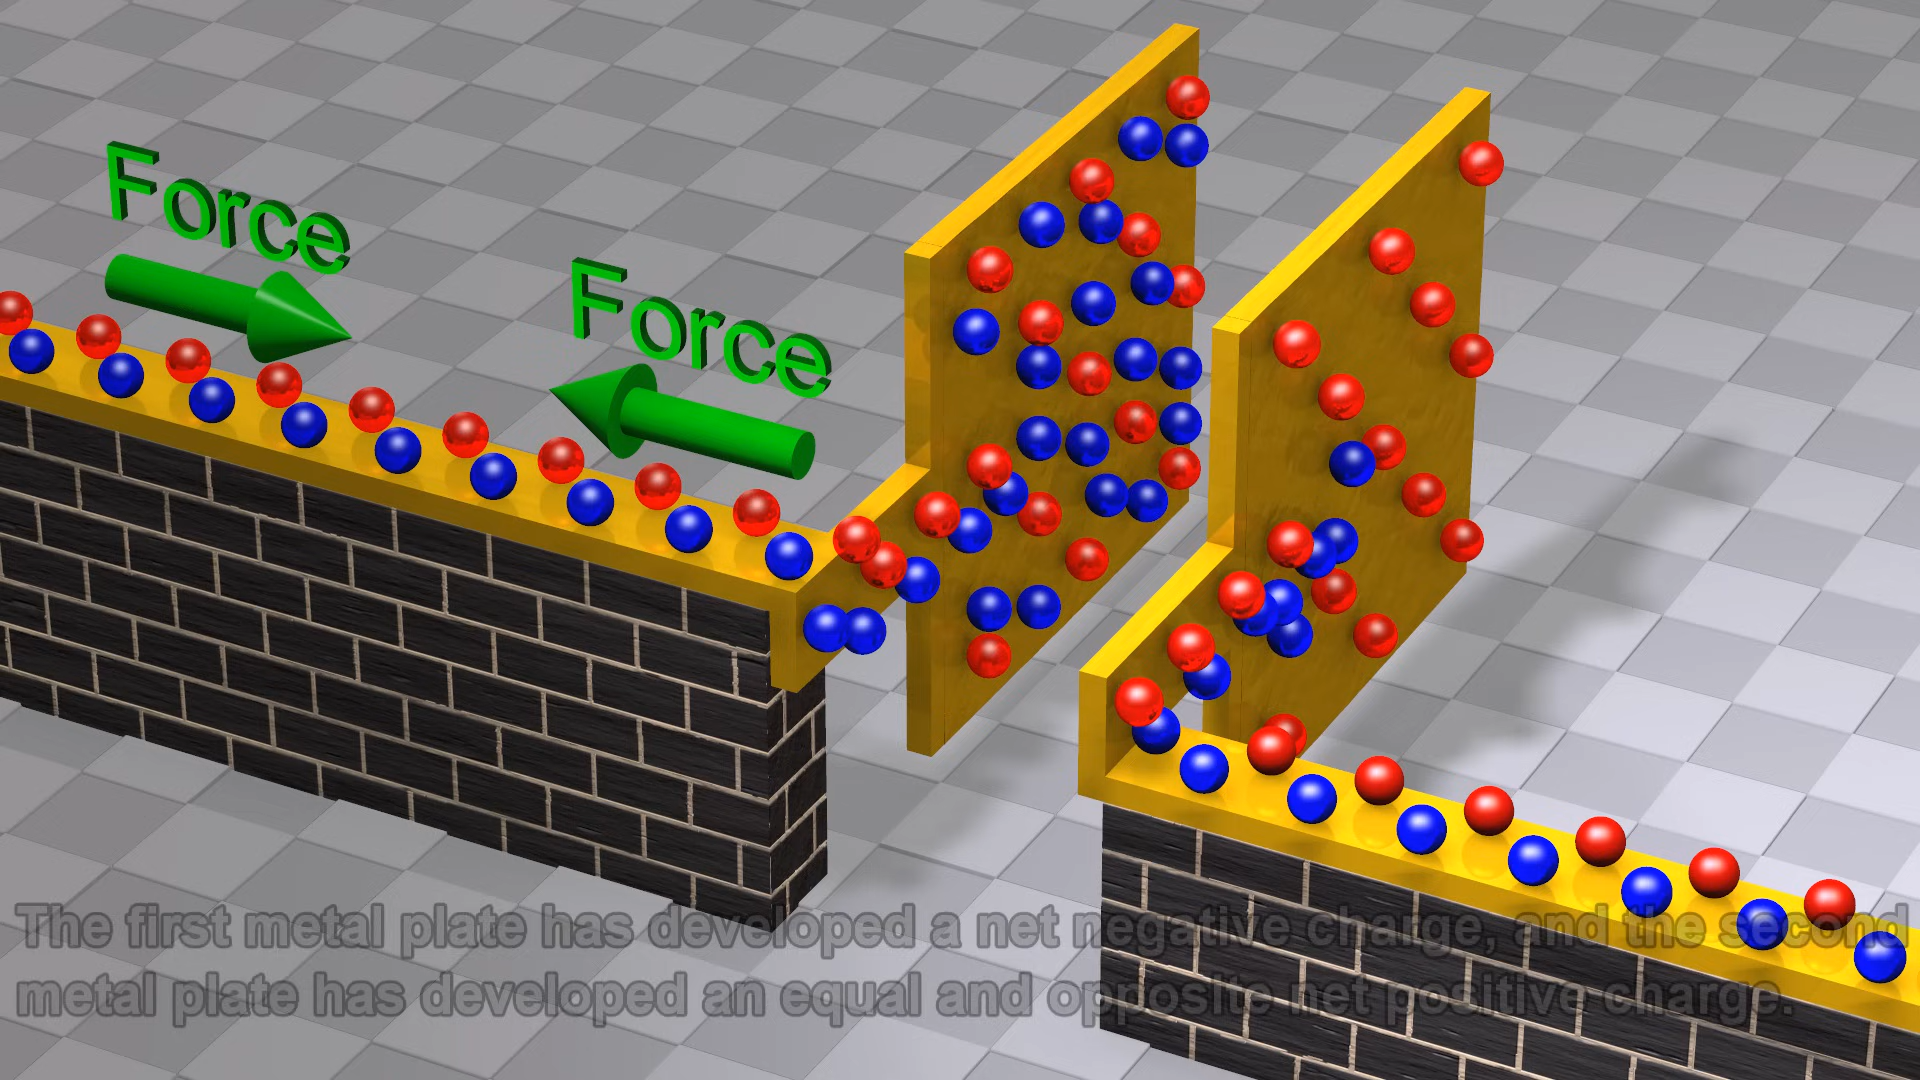 Force
Force
The first metal plate has developed a net negative charge, and the second
metal plate has developed an equal and opposite net positive charge.